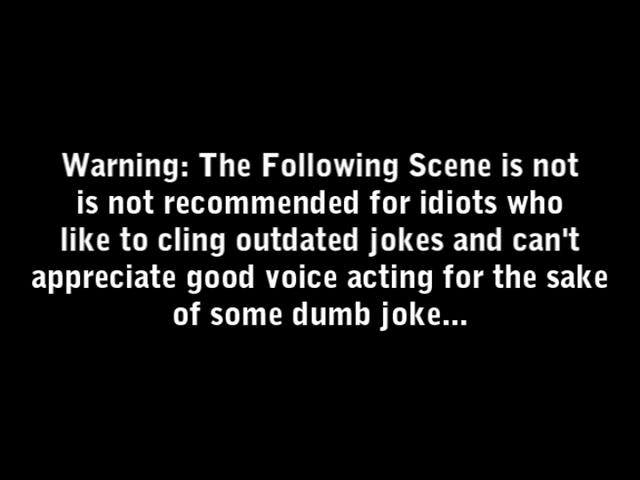 Warning: The Following Scene is not
is not recommended for idiots who
like to cling outdated jokes and can't
appreciate good voice acting for the sake
of some dumb joke...